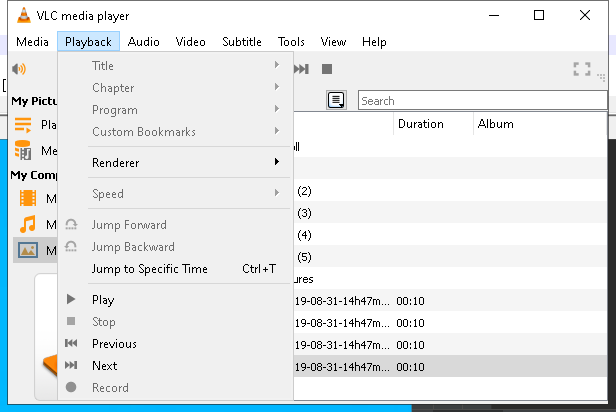 VLC media player
Media Playback Audio Video Subtitle Tools View Help
Title
Chapter
Program
Custom Bookmarks
Renderer
Speed
Jump Forward
Jump Backward
Jump to Specific Time Ctrl+T
Play
Stop
Previous
Next
Record
My Pictu
Pla
Me
My Comp
M
M
M
Search
Duration Album
ll
(2)
(3)
(4)
(5)
ures
19-08-31-14h47m... 00:10
19-08-31-14h47m... 00:10
19-08-31-14h47m... 00:10
19-08-31-14h47m... 00:10